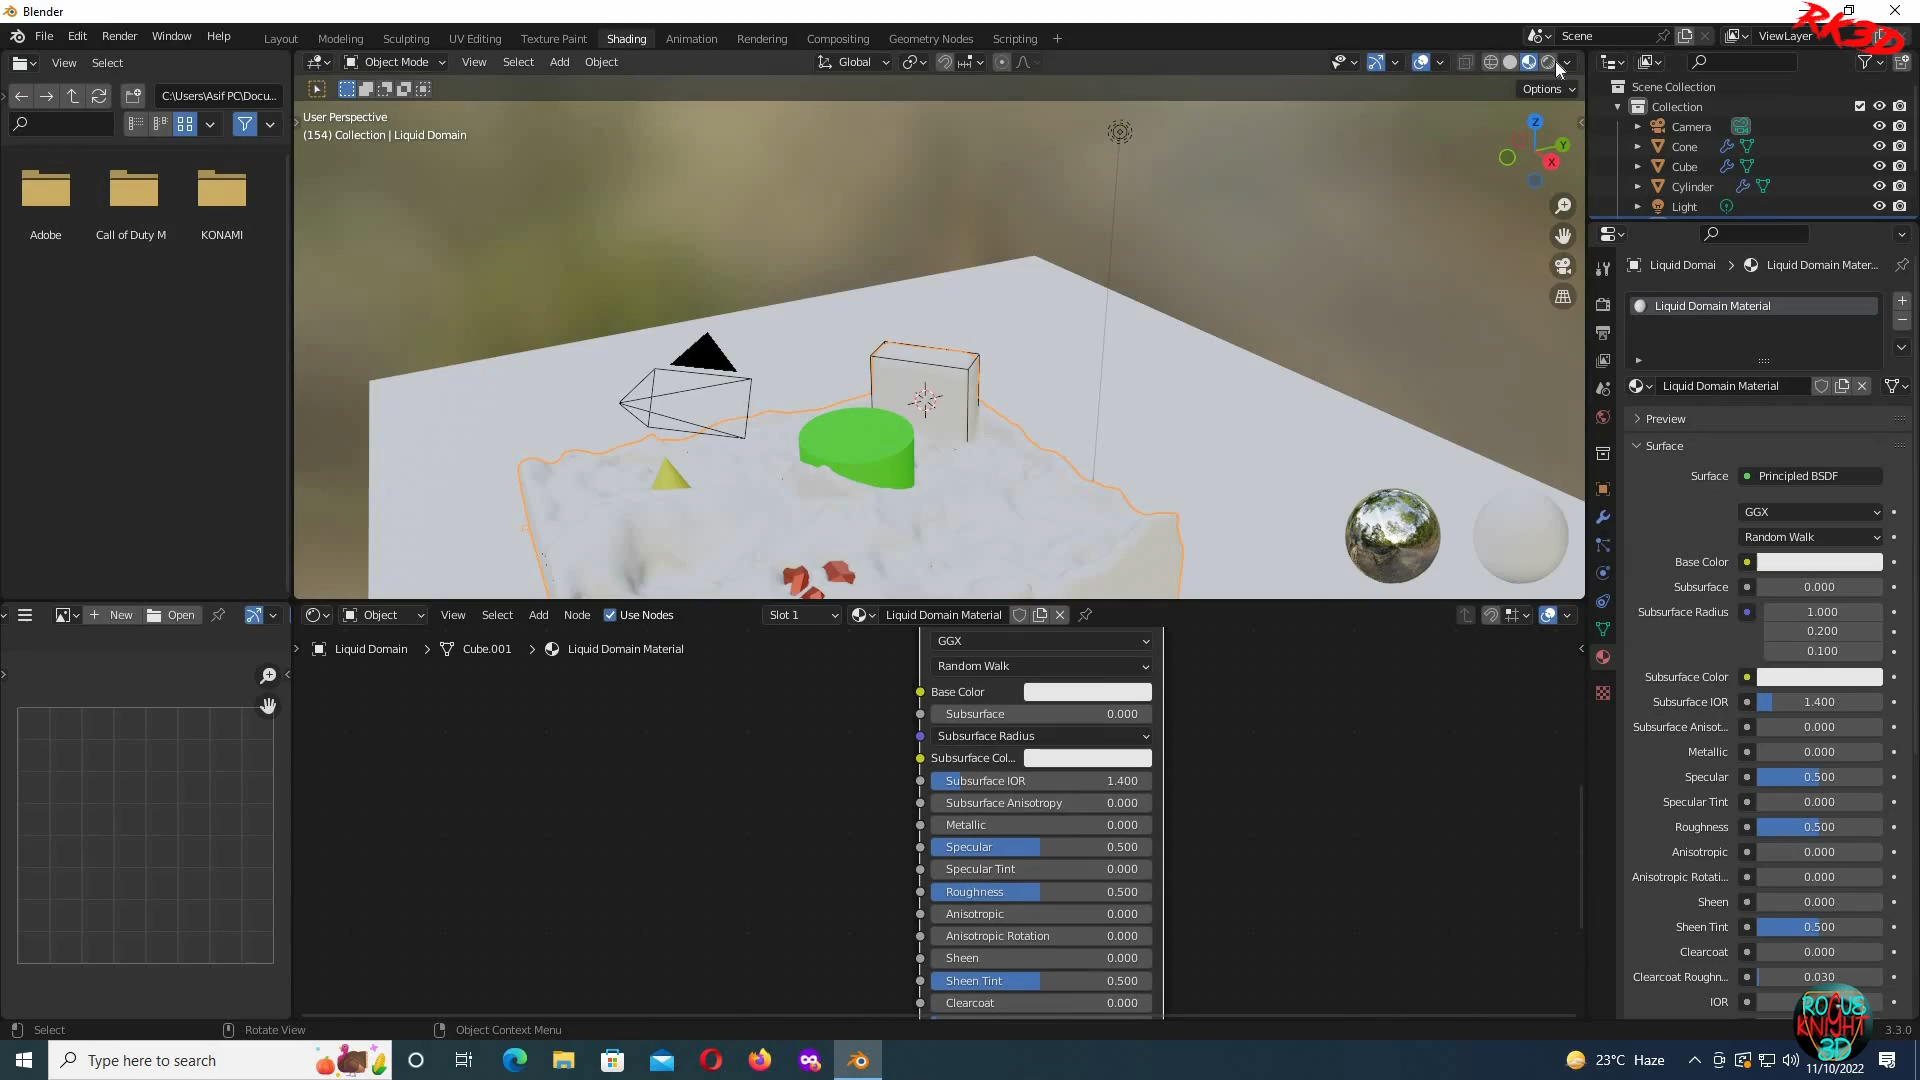 Blender
RK3D
File Edit Render Window Help
Layout Modeling Sculpting UV Editing Texture Paint Shading Animation Rendering Compositing Geometry Nodes Scripting +
Scene
ViewLayer
View Select
Object Mode View Select Add Object
Global
C:\Users\Asif PC\Docu...
Options
Adobe
Call of Duty M
KONAMI
User Perspective
(154) Collection | Liquid Domain
Z
Y
X
Scene Collection
Collection
Camera
Cone
Cube
Cylinder
Light
Liquid Domai
Liquid Domain Mater...
Liquid Domain Material
Liquid Domain Material
Preview
Surface
Surface Principled BSDF
GGX
Random Walk
Base Color
Subsurface 0.000
Subsurface Radius 1.000
0.200
0.100
Subsurface Color
Subsurface IOR 1.400
Subsurface Anisot... 0.000
Metallic 0.000
Specular 0.500
Specular Tint 0.000
Roughness 0.500
Anisotropic 0.000
Anisotropic Rotati... 0.000
Sheen 0.000
Sheen Tint 0.500
Clearcoat 0.000
Clearcoat Roughn... 0.030
IOR
New Open
Object View Select Add Node Use Nodes Slot 1 Liquid Domain Material
Liquid Domain > Cube.001 > Liquid Domain Material
GGX
Random Walk
Base Color
Subsurface 0.000
Subsurface Radius
Subsurface Col...
Subsurface IOR 1.400
Subsurface Anisotropy 0.000
Metallic 0.000
Specular 0.500
Specular Tint 0.000
Roughness 0.500
Anisotropic 0.000
Anisotropic Rotation 0.000
Sheen 0.000
Sheen Tint 0.500
Clearcoat 0.000
ROGUE
KNIGHT
3D
Select Rotate View Object Context Menu 3.3.0
Type here to search
23°C Haze
11/10/2022